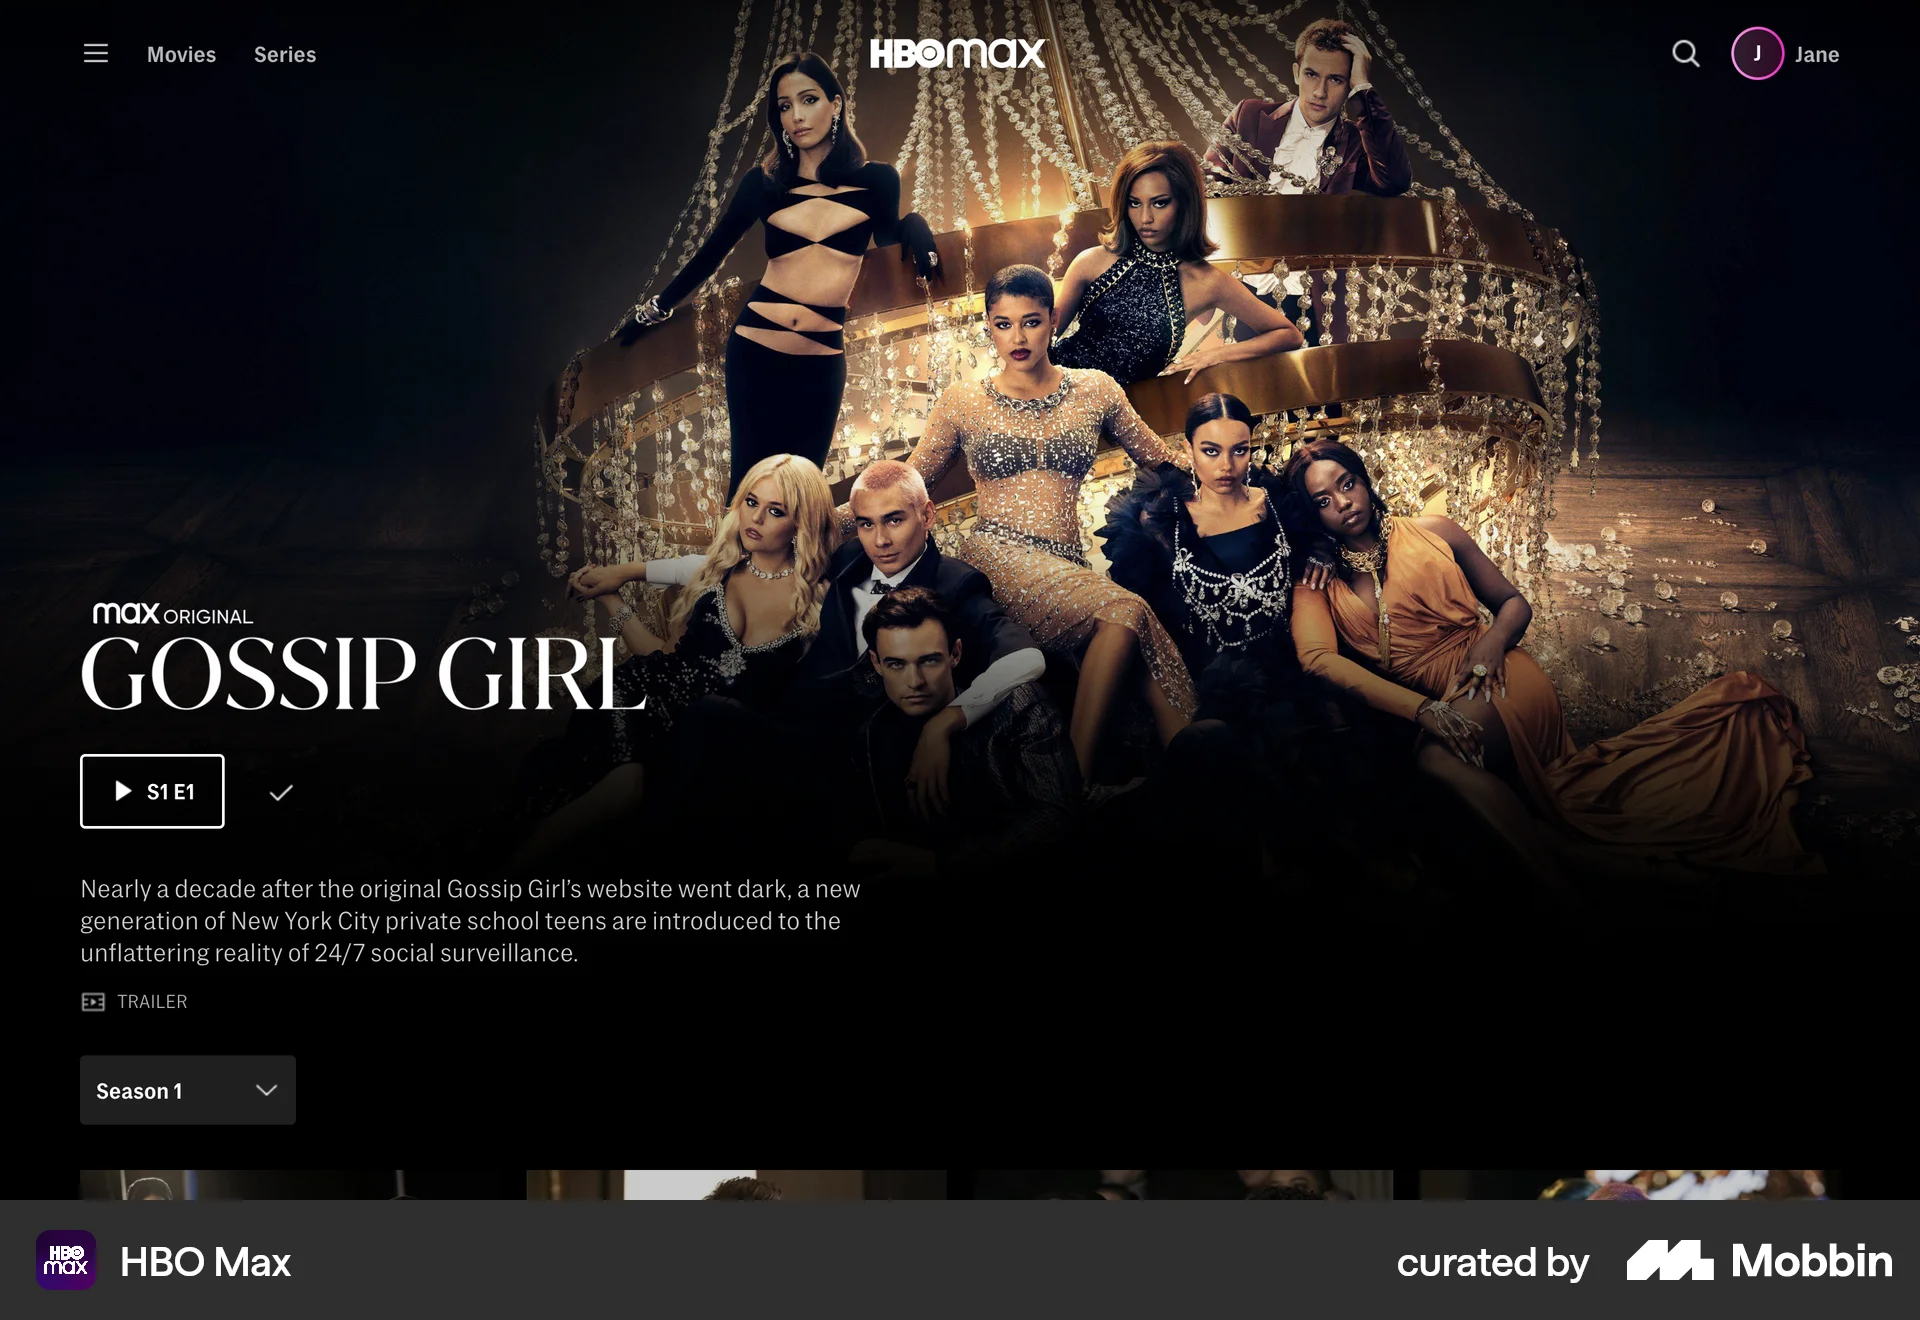 Movies
Series
HBOmax
J
Jane
max ORIGINAL
GOSSIP GIRL
S1 E1
Nearly a decade after the original Gossip Girl’s website went dark, a new
generation of New York City private school teens are introduced to the
unflattering reality of 24/7 social surveillance.
TRAILER
Season 1
HBO
max
HBO Max
curated by
Mobbin